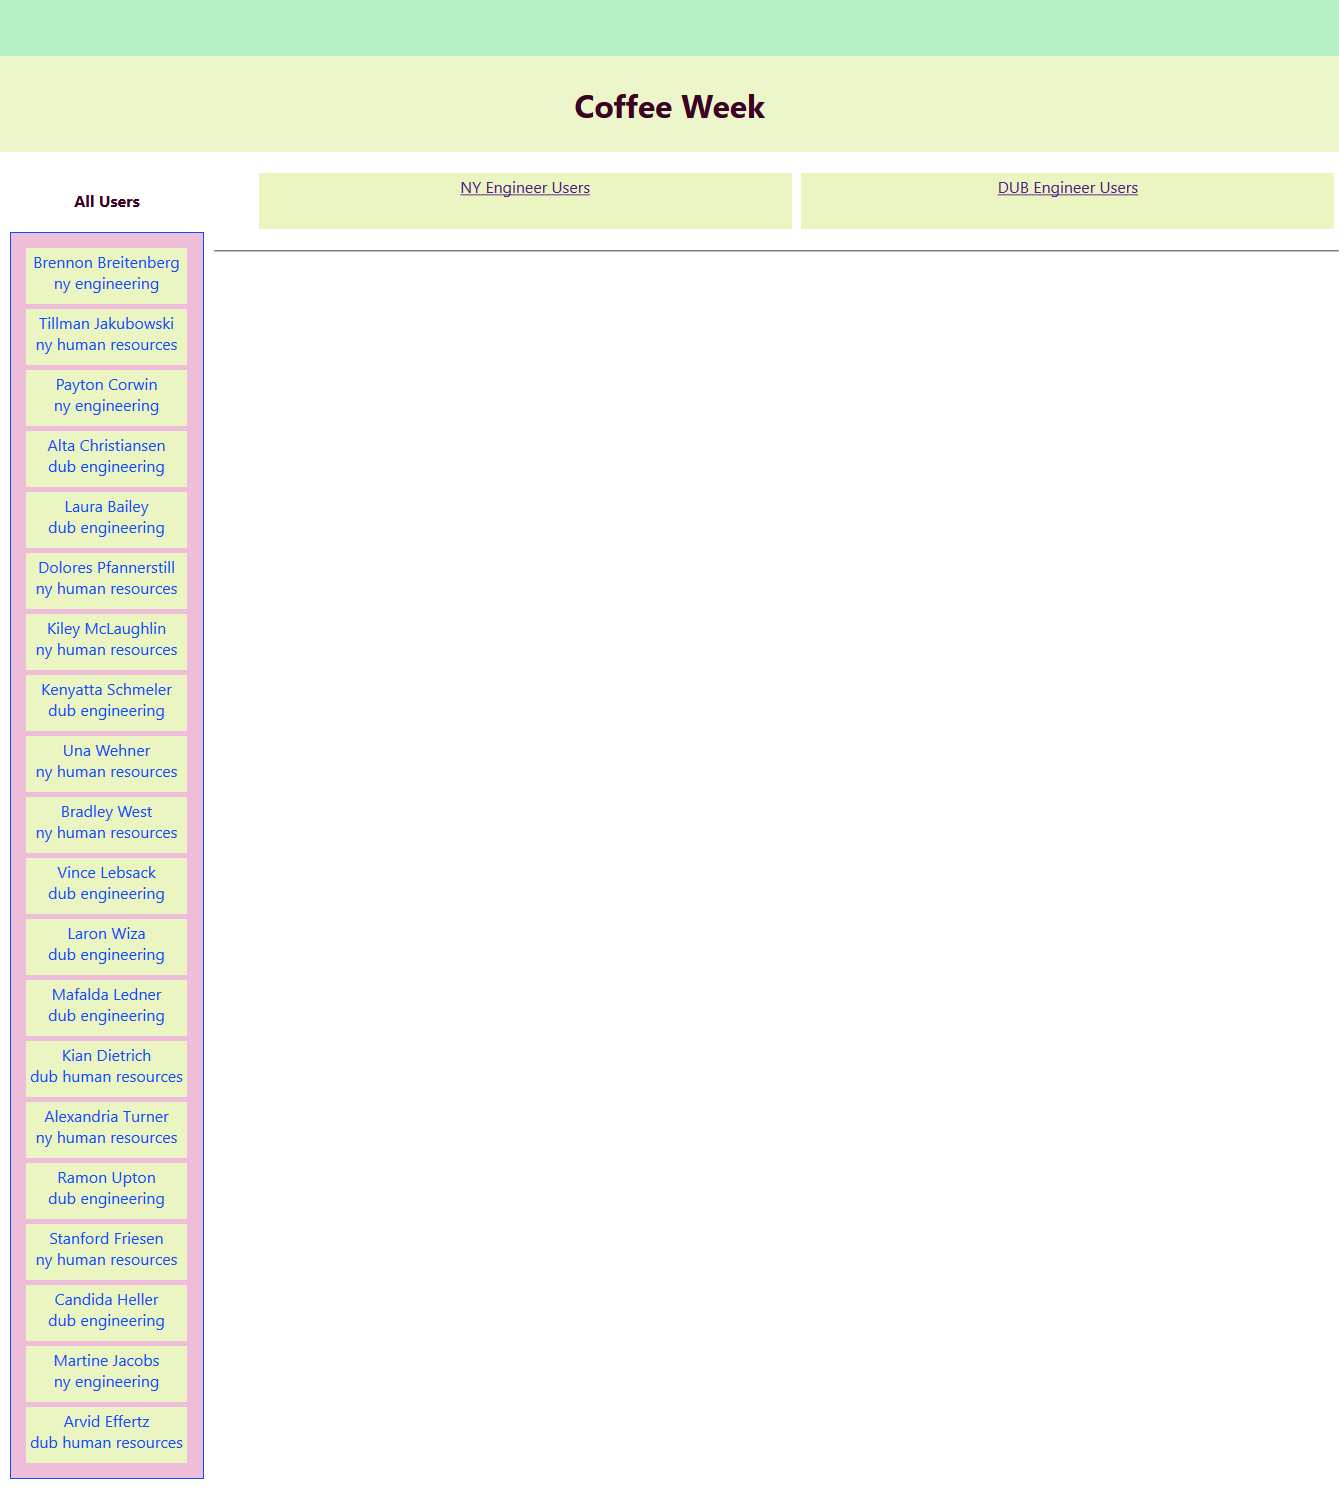 Coffee Week
All Users
NY Engineer Users
DUB Engineer Users
Brennon Breitenberg
ny engineering
Tillman Jakubowski
ny human resources
Payton Corwin
ny engineering
Alta Christiansen
dub engineering
Laura Bailey
dub engineering
Dolores Pfannerstill
ny human resources
Kiley McLaughlin
ny human resources
Kenyatta Schmeler
dub engineering
Una Wehner
ny human resources
Bradley West
ny human resources
Vince Lebsack
dub engineering
Laron Wiza
dub engineering
Mafalda Ledner
dub engineering
Kian Dietrich
dub human resources
Alexandria Turner
ny human resources
Ramon Upton
dub engineering
Stanford Friesen
ny human resources
Candida Heller
dub engineering
Martine Jacobs
ny engineering
Arvid Effertz
dub human resources